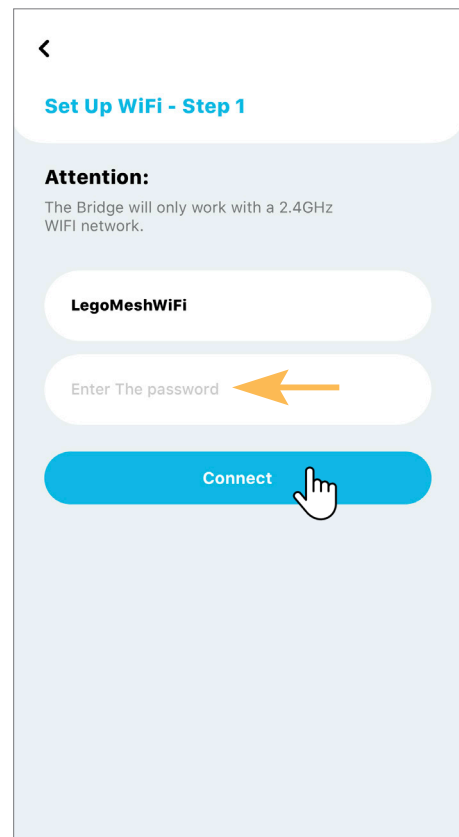 Set Up WiFi - Step 1
Attention:
The Bridge will only work with a 2.4GHz
WIFI network.
LegoMeshWiFi
Enter The password
Connect